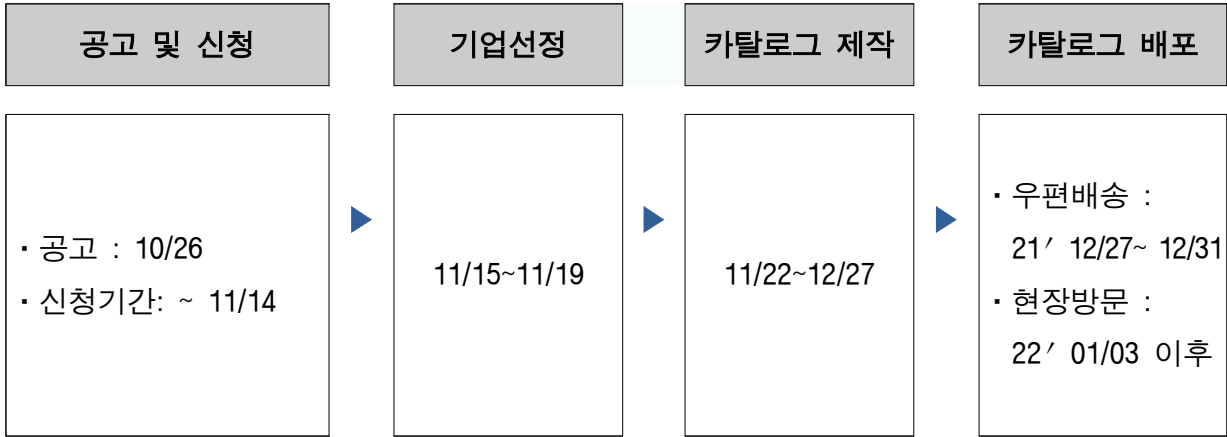 공고 및 신청
기업선정
카탈로그 제작
카탈로그 배포
· 공고 : 10/26
· 신청기간: ~ 11/14
11/15~11/19
11/22~12/27
· 우편배송 :
21′ 12/27~ 12/31
· 현장방문 :
22′ 01/03 이후